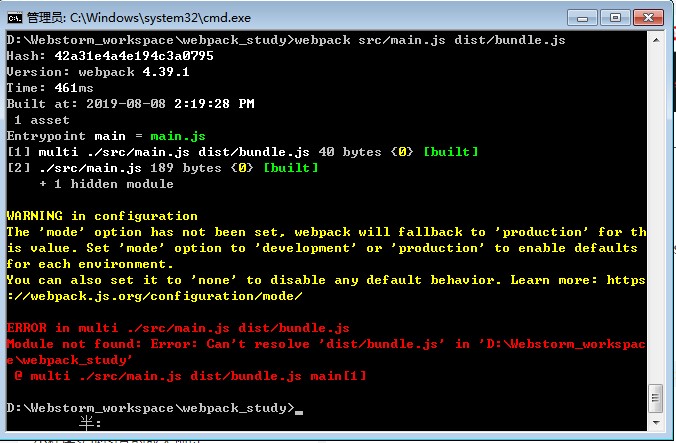 管理员: C:\Windows\system32\cmd.exe
D:\Webstorm_workspace\webpack_study>webpack src/main.js dist/bundle.js
Hash: 42a31e4a4e194c3a0795
Version: webpack 4.39.1
Time: 461ms
Built at: 2019-08-08 2:19:28 PM
1 asset
Entrypoint main = main.js
[1] multi ./src/main.js dist/bundle.js 40 bytes {0} [built]
[2] ./src/main.js 189 bytes {0} [built]
+ 1 hidden module
WARNING in configuration
The 'mode' option has not been set, webpack will fallback to 'production' for th
is value. Set 'mode' option to 'development' or 'production' to enable defaults
for each environment.
You can also set it to 'none' to disable any default behavior. Learn more: https
://webpack.js.org/configuration/mode/
ERROR in multi ./src/main.js dist/bundle.js
Module not found: Error: Can't resolve 'dist/bundle.js' in 'D:\Webstorm_workspac
e\webpack_study'
@ multi ./src/main.js dist/bundle.js main[1]
D:\Webstorm_workspace\webpack_study>
半: